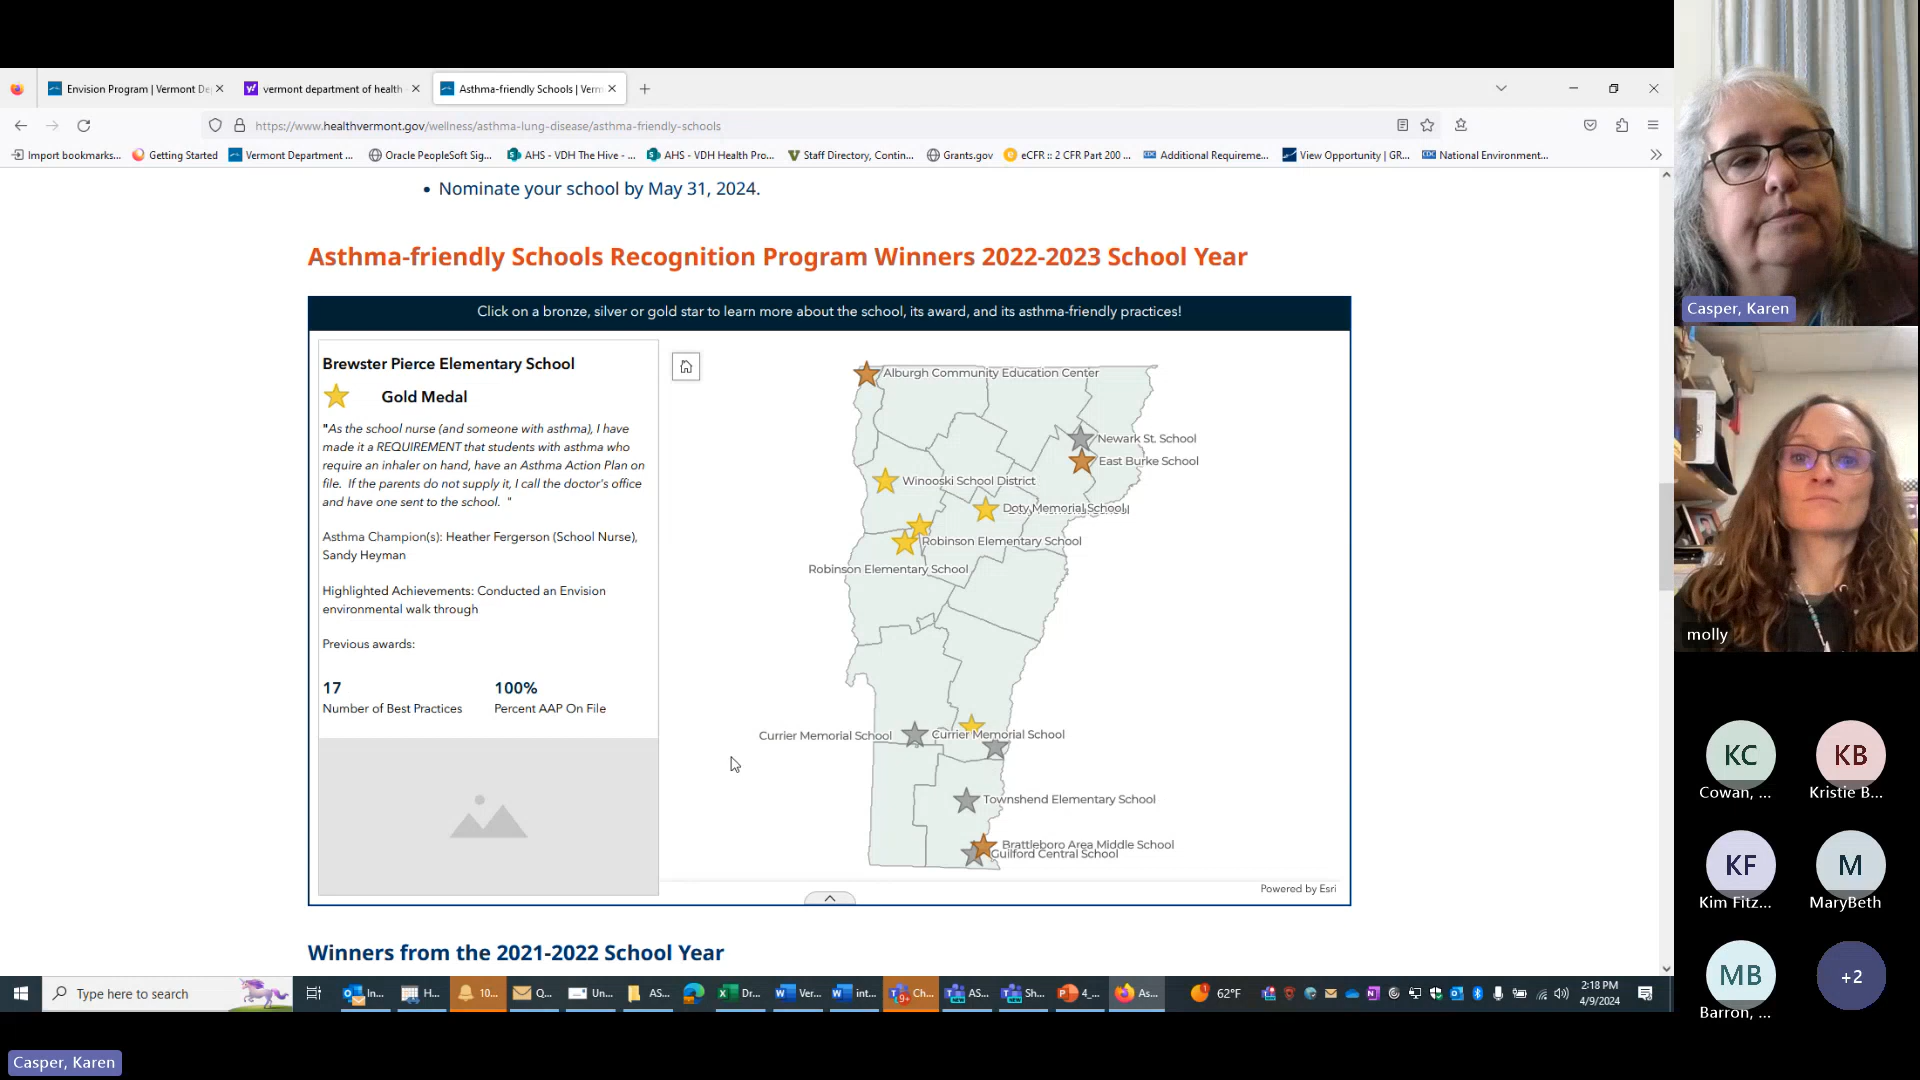 Envision Program | Vermont De
vermont department of health
Asthma-friendly Schools | Verm
https://www.healthvermont.gov/wellness/asthma-lung-disease/asthma-friendly-schools
Import bookmarks...
Getting Started
Vermont Department ...
Oracle PeopleSoft Sig...
AHS - VDH The Hive - ...
AHS - VDH Health Pro...
Staff Directory, Contin...
Grants.gov
eCFR :: 2 CFR Part 200 ...
Additional Requireme...
View Opportunity | GR...
National Environment...
• Nominate your school by May 31, 2024.
Asthma-friendly Schools Recognition Program Winners 2022-2023 School Year
Click on a bronze, silver or gold star to learn more about the school, its award, and its asthma-friendly practices!
Brewster Pierce Elementary School
Gold Medal
"As the school nurse (and someone with asthma), I have
made it a REQUIREMENT that students with asthma who
require an inhaler on hand, have an Asthma Action Plan on
file. If the parents do not supply it, I call the doctor's office
and have one sent to the school. "
Asthma Champion(s): Heather Fergerson (School Nurse),
Sandy Heyman
Highlighted Achievements: Conducted an Envision
environmental walk through
Previous awards:
17
100%
Number of Best Practices
Percent AAP On File
Alburgh Community Education Center
Newark St. School
East Burke School
Winooski School District
Doty Memorial School
Robinson Elementary School
Robinson Elementary School
Currier Memorial School
Currier Memorial School
Townshend Elementary School
Brattleboro Area Middle School
Guilford Central School
Powered by Esri
Winners from the 2021-2022 School Year
Type here to search
In...
H...
10...
Q...
Un...
AS...
Dr...
Ver...
int...
Ch...
AS...
Sh...
4_...
As...
62°F
2:18 PM
4/9/2024
Casper, Karen
Casper, Karen
molly
KC
Cowan, ...
KB
Kristie B...
KF
Kim Fitz...
M
MaryBeth
MB
Barron, ...
+2